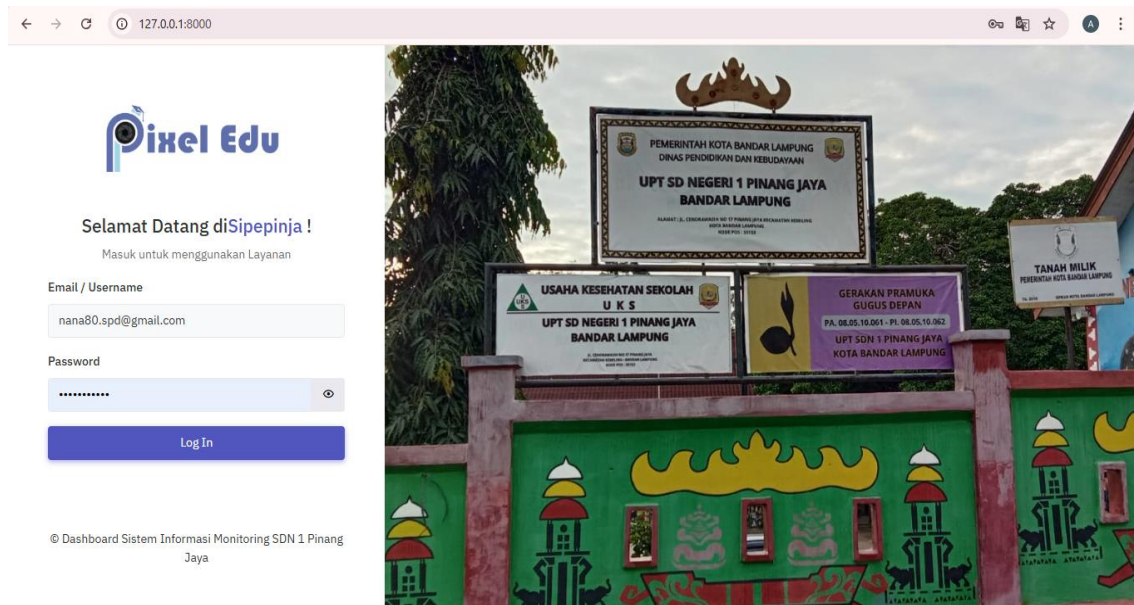 127.0.0.1:8000
A
Pixel Edu
Selamat Datang diSipepinja !
Masuk untuk menggunakan Layanan
Email / Username
nana80.spd@gmail.com
Password
Log In
© Dashboard Sistem Informasi Monitoring SDN 1 Pinang
Jaya
PEMERINTAH KOTA BANDAR LAMPUNG
DINAS PENDIDIKAN DAN KEBUDAYAAN
UPT SD NEGERI 1 PINANG JAYA
BANDAR LAMPUNG
USAHA KESEHATAN SEKOLAH
U K S
UPT SD NEGERI 1 PINANG JAYA
BANDAR LAMPUNG
UKS
GERAKAN PRAMUKA
GUGUS DEPAN
PA. 08.05.10.061 - PI. 08.05.10.062
UPT SDN 1 PINANG JAYA
KOTA BANDAR LAMPUNG
TANAH MILIK
PEMERINTAH KOTA BANDAR LAMPUNG